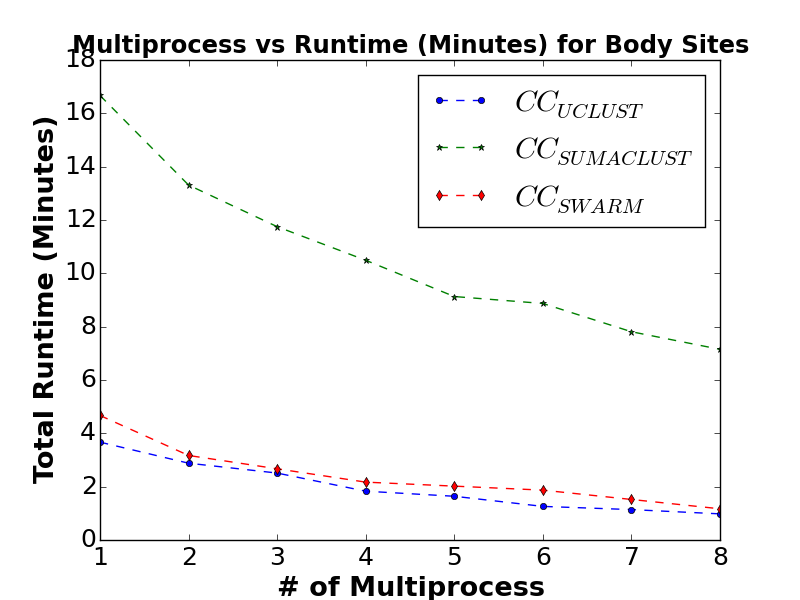 Multiprocess vs Runtime (Minutes) for Body Sites
18
16
14
12
10
8
6
4
2
0
Total Runtime (Minutes)
CC_UCLUST
CC_SUMACLUST
CC_SWARM
1 2 3 4 5 6 7 8
# of Multiprocess